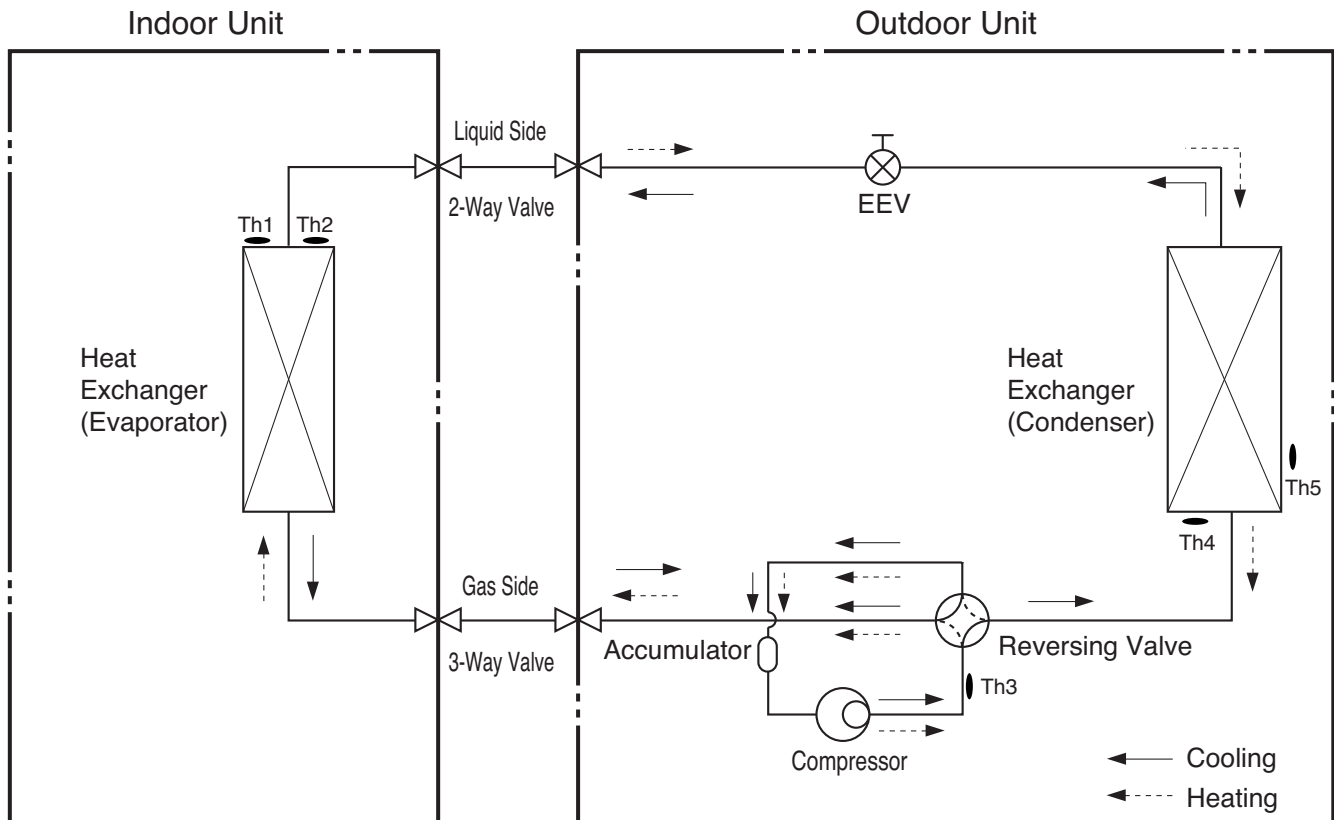 Indoor Unit
Outdoor Unit
Liquid Side
2-Way Valve
EEV
Th1
Th2
Heat
Exchanger
(Evaporator)
Heat
Exchanger
(Condenser)
Th5
Th4
Gas Side
3-Way Valve
Accumulator
Reversing Valve
Th3
Compressor
Cooling
Heating